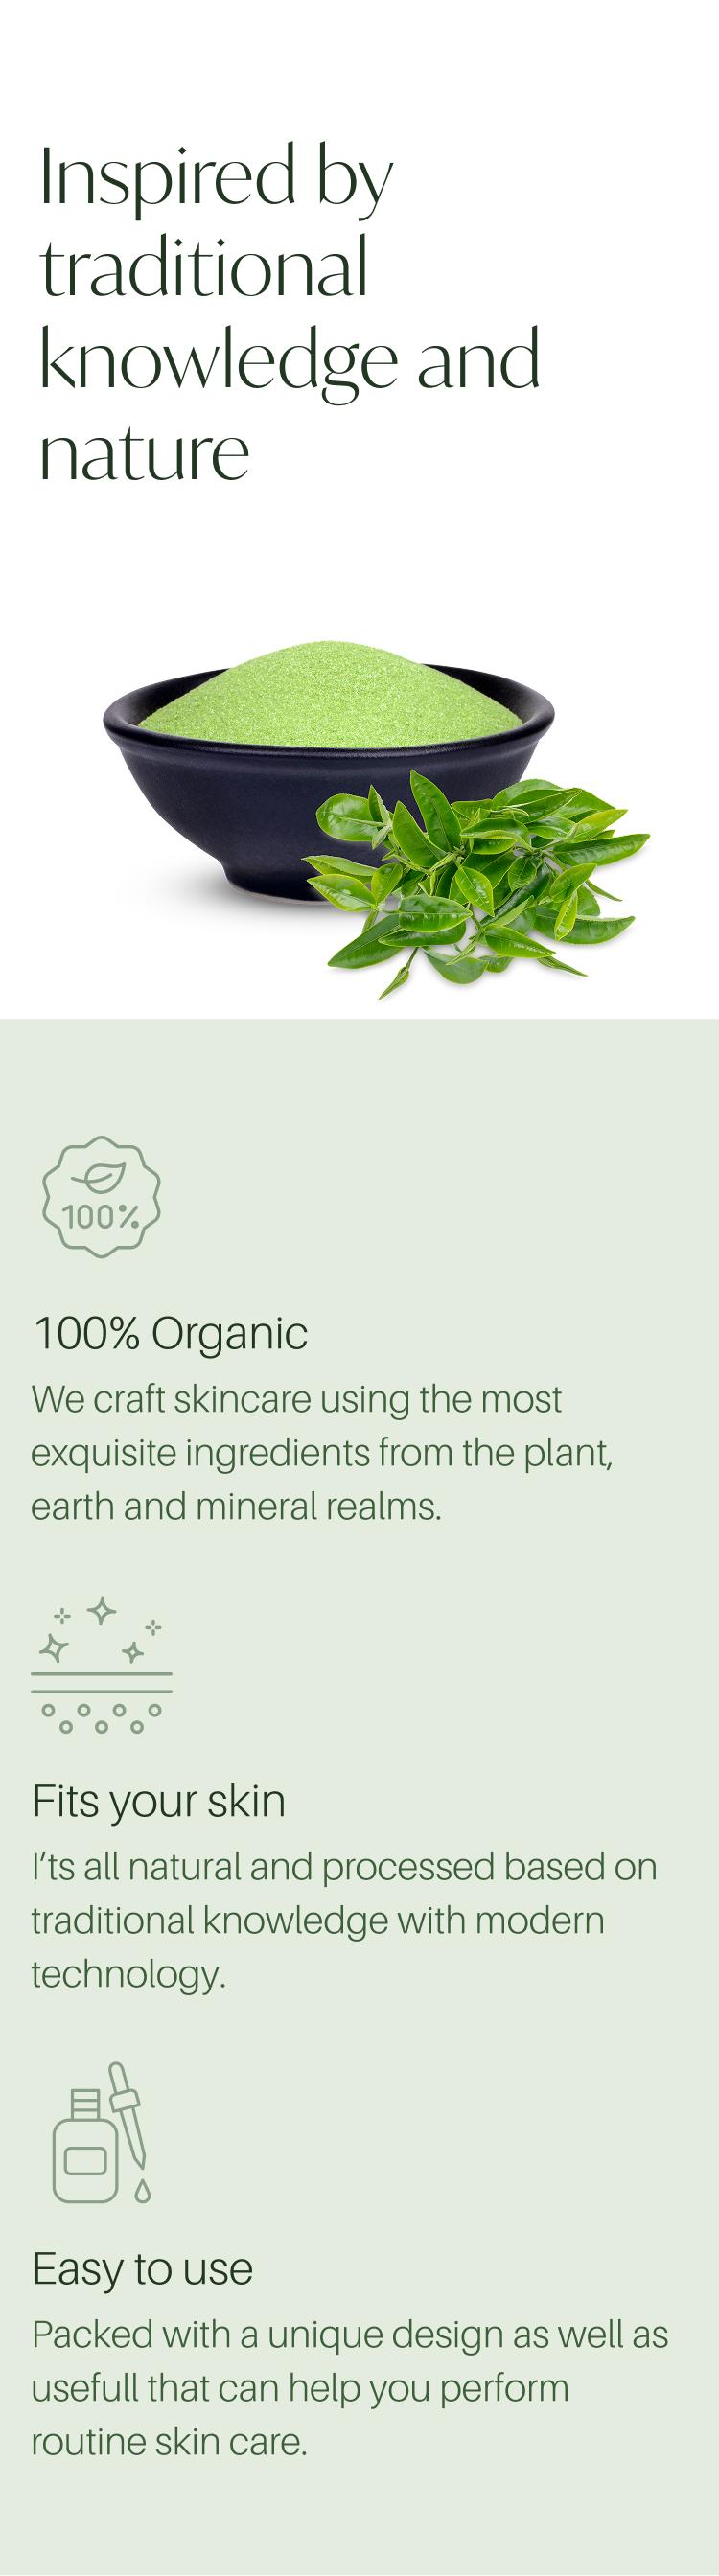 Inspired by
traditional
knowledge and
nature
100%
100% Organic
We craft skincare using the most
exquisite ingredients from the plant,
earth and mineral realms.
Fits your skin
I’ts all natural and processed based on
traditional knowledge with modern
technology.
Easy to use
Packed with a unique design as well as
usefull that can help you perform
routine skin care.